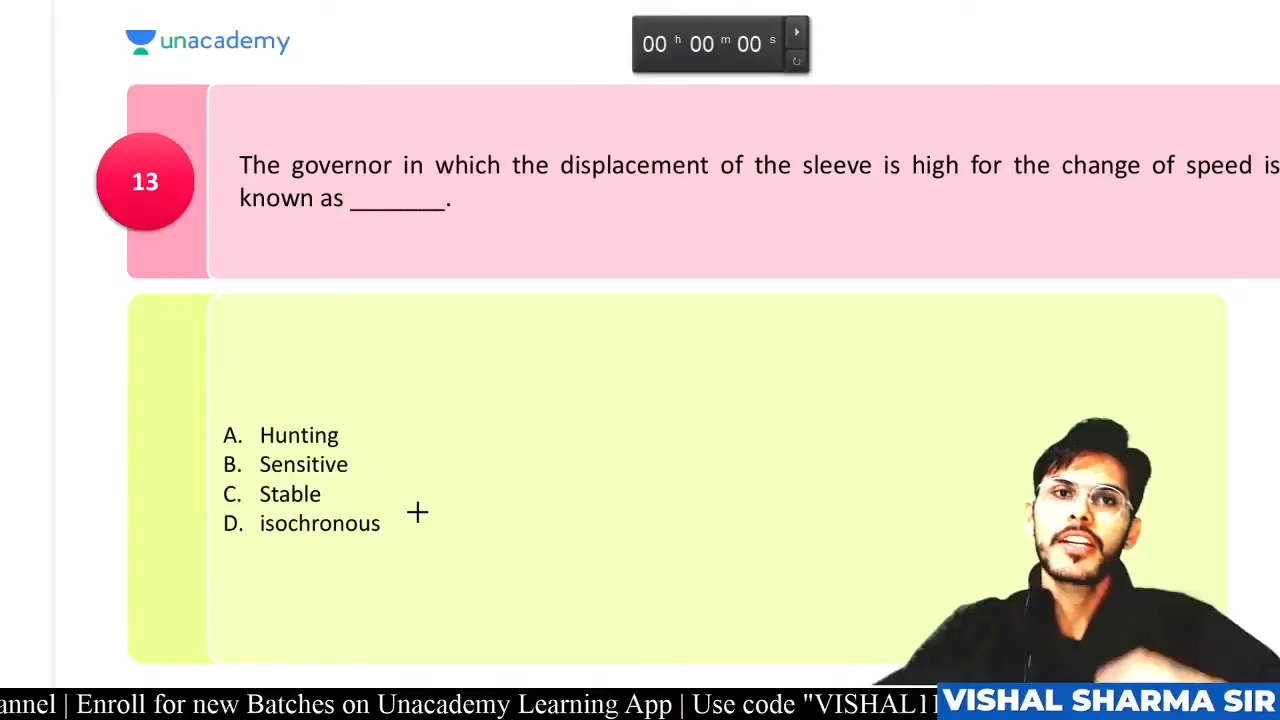 unacademy
00 h 00 m 00 s
13
The governor in which the displacement of the sleeve is high for the change of speed is
known as _______.
A. Hunting
B. Sensitive
C. Stable
D. isochronous
annel | Enroll for new Batches on Unacademy Learning App | Use code "VISHAL11
VISHAL SHARMA SIR